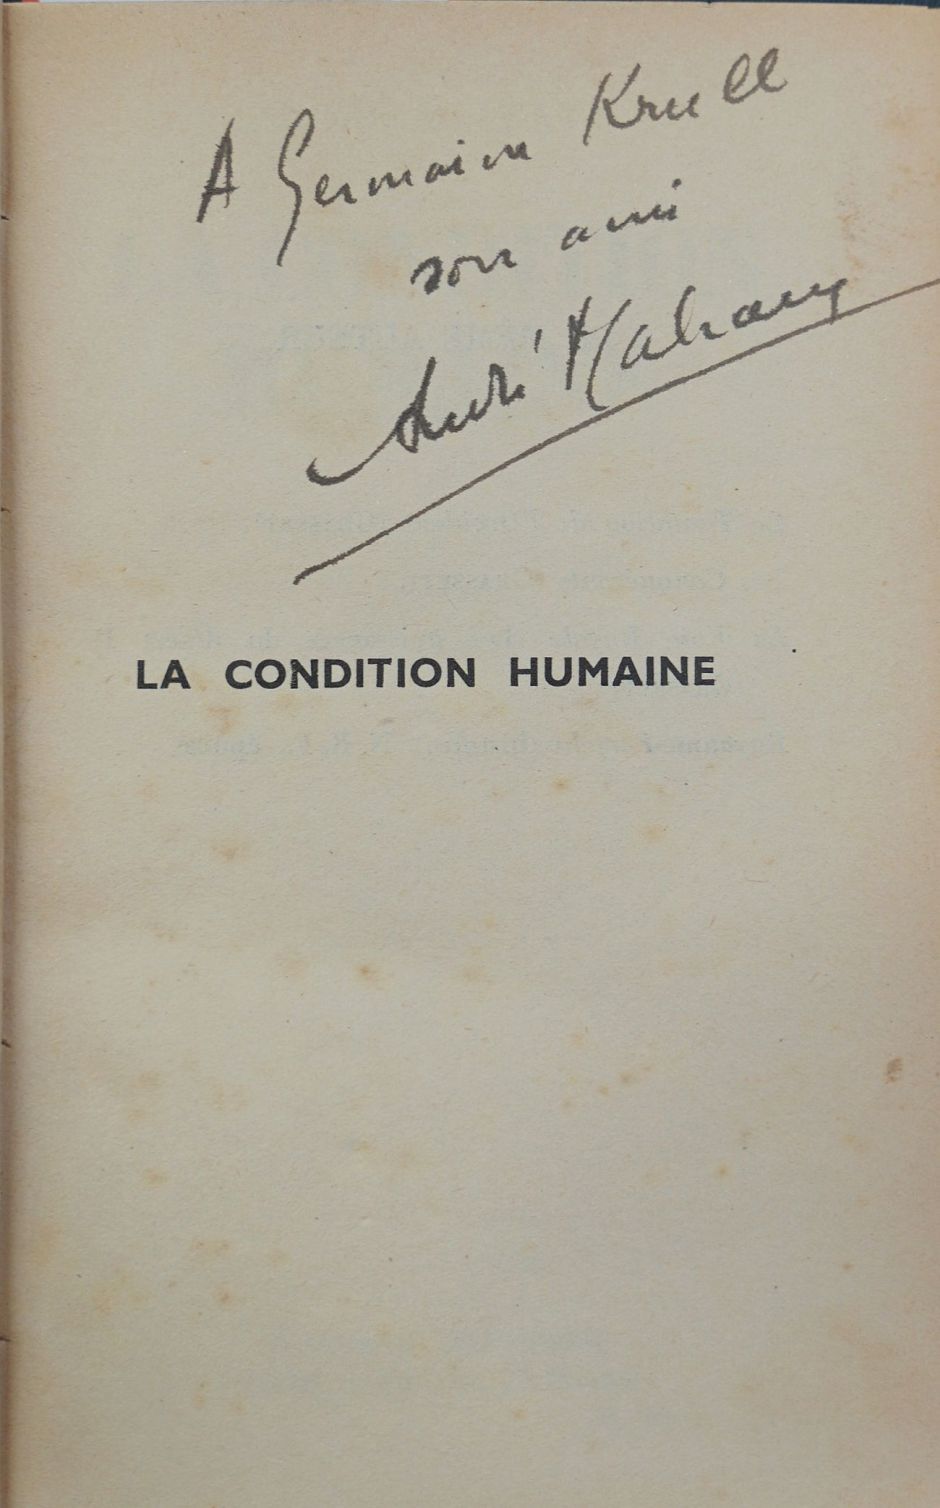 A Germaine Krull
son ami
André Malraux
LA CONDITION HUMAINE